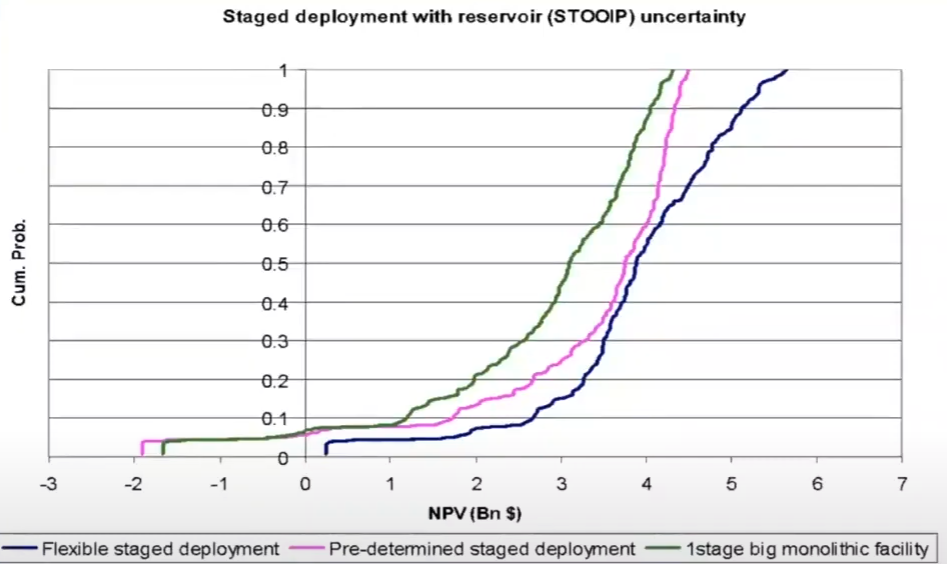 Staged deployment with reservoir (STOOIP) uncertainty
1
0.9
0.8
0.7
0.6
0.5
0.4
0.3
0.2
0.1
0
Cum. Prob.
-3 -2 -1 0 1 2 3 4 5 6 7
NPV (Bn $)
Flexible staged deployment Pre-determined staged deployment 1stage big monolithic facility